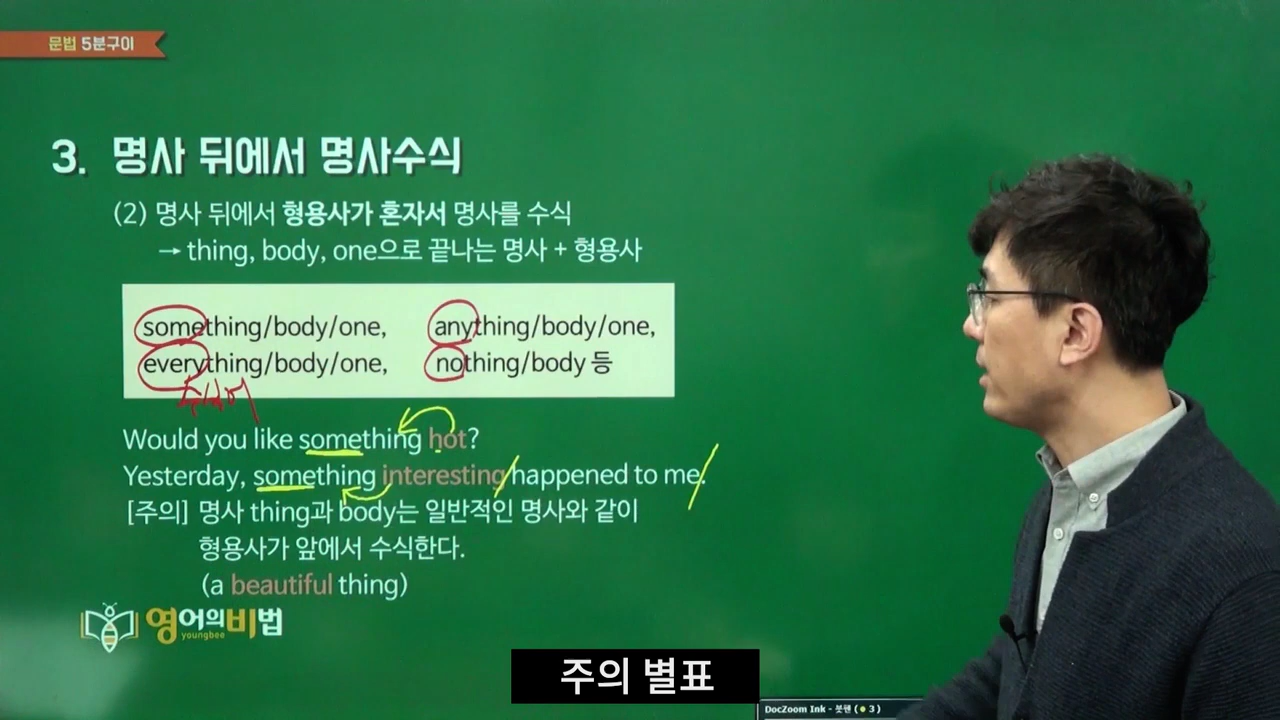 문법 5분구이
3. 명사 뒤에서 명사수식
(2) 명사 뒤에서 형용사가 혼자서 명사를 수식
→ thing, body, one으로 끝나는 명사 + 형용사
something/body/one, anything/body/one,
everything/body/one, nothing/body 등
Would you like something hot?
Yesterday, something interesting happened to me.
[주의] 명사 thing과 body는 일반적인 명사와 같이
형용사가 앞에서 수식한다.
(a beautiful thing)
영어의비법
youngbee
주의 별표
DocZoom Ink - 붓펜 ( 3 )